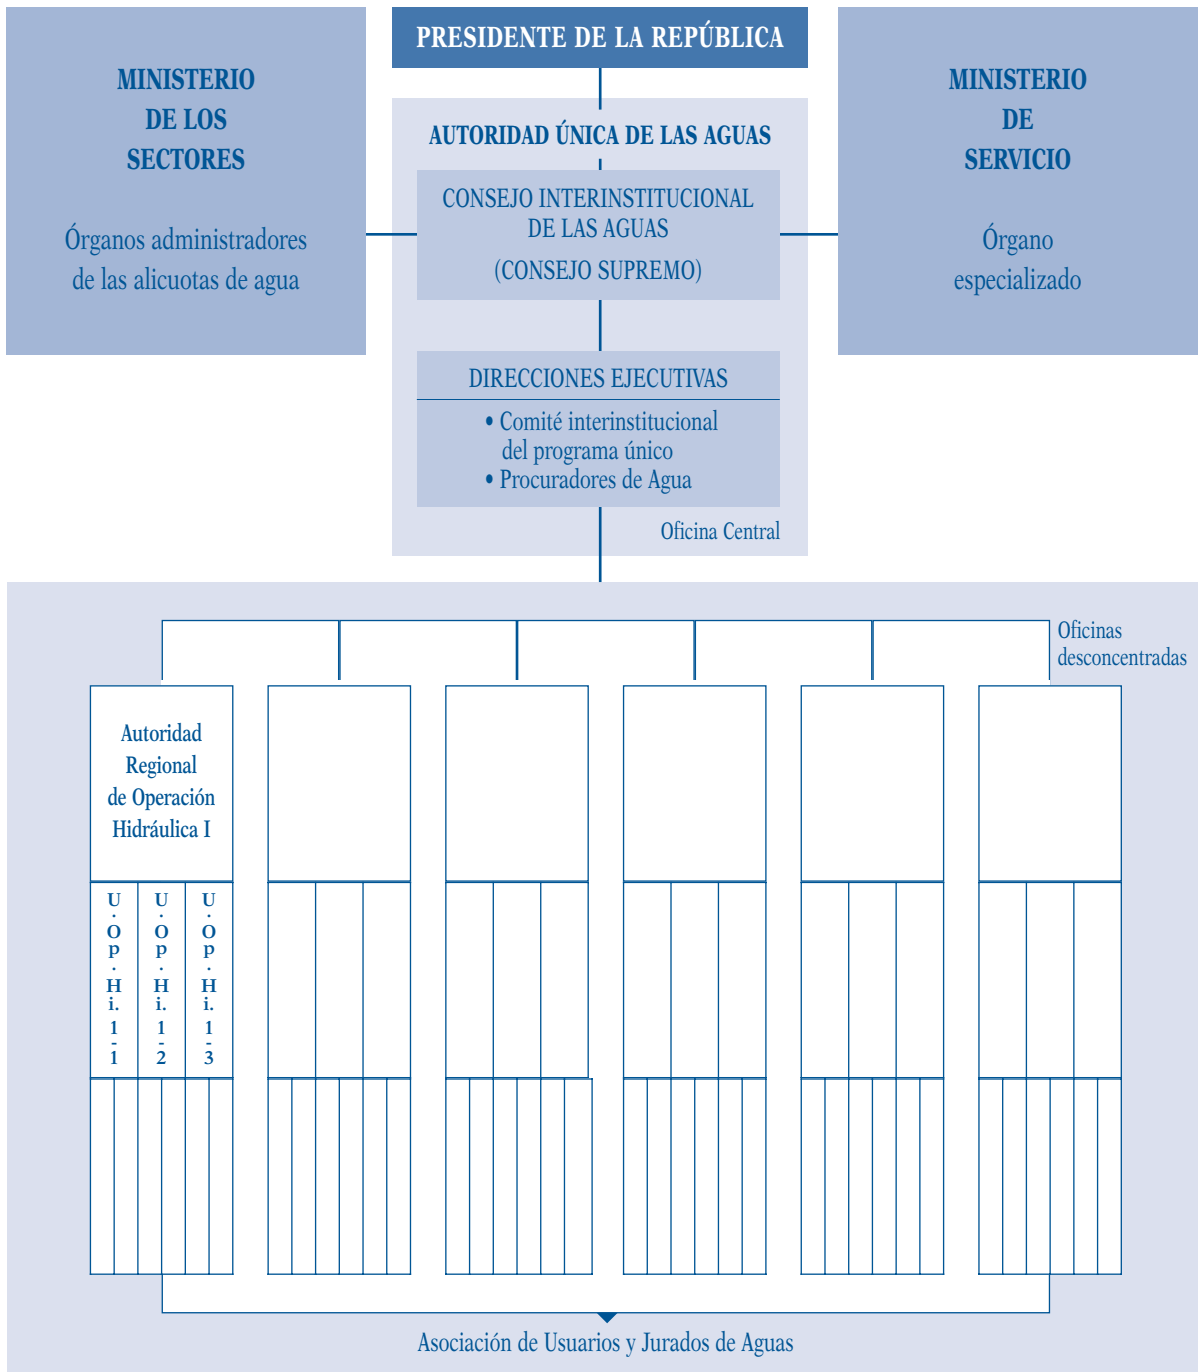 PRESIDENTE DE LA REPÚBLICA
MINISTERIO
DE LOS
SECTORES
Órganos administradores
de las alicuotas de agua
AUTORIDAD ÚNICA DE LAS AGUAS
CONSEJO INTERINSTITUCIONAL
DE LAS AGUAS
(CONSEJO SUPREMO)
MINISTERIO
DE
SERVICIO
Órgano
especializado
DIRECCIONES EJECUTIVAS
• Comité interinstitucional
del programa único
• Procuradores de Agua
Oficina Central
Oficinas
desconcentradas
Autoridad
Regional
de Operación
Hidráulica I
U.Op.Hi.1-1
U.Op.Hi.1-2
U.Op.Hi.1-3
Asociación de Usuarios y Jurados de Aguas